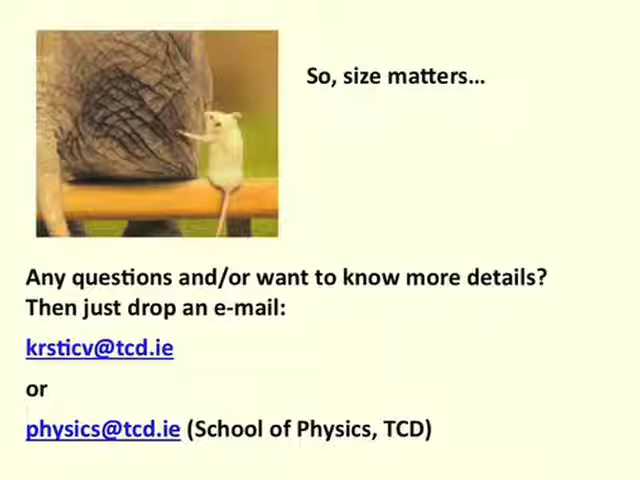 So, size matters…
Any questions and/or want to know more details?
Then just drop an e-mail:
krsticv@tcd.ie
or
physics@tcd.ie (School of Physics, TCD)